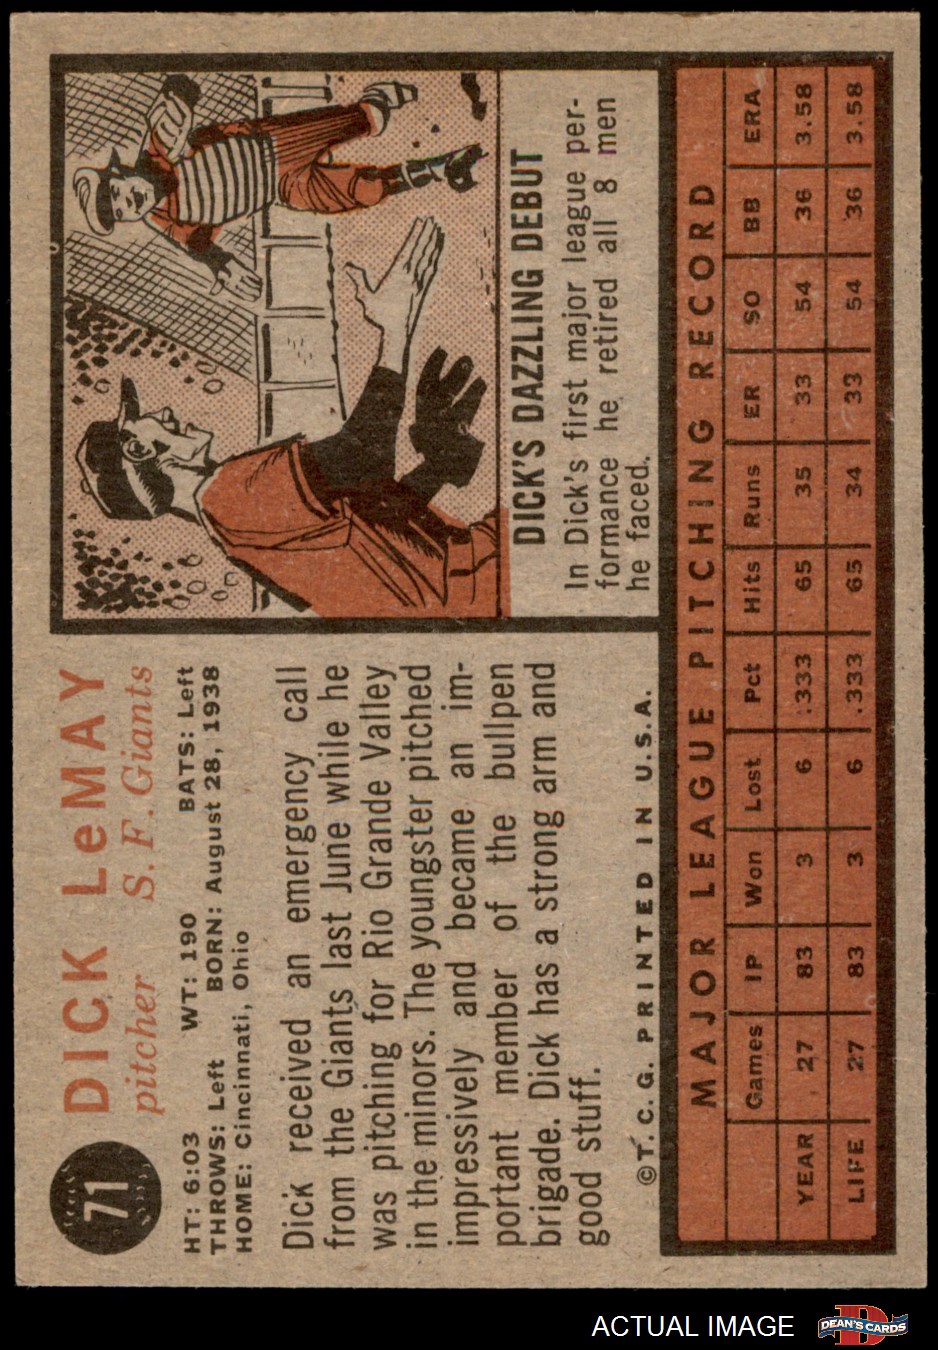 71
DICK LeMAY
pitcher S. F. Giants
HT: 6:03 WT: 190 BATS: Left
THROWS: Left BORN: August 28, 1938
HOME: Cincinnati, Ohio
Dick received an emergency call
from the Giants last June while he
was pitching for Rio Grande Valley
in the minors. The youngster pitched
impressively and became an im-
portant member of the bullpen
brigade. Dick has a strong arm and
good stuff.
©T. C. G. PRINTED IN U. S. A.
DICK'S DAZZLING DEBUT
In Dick's first major league per-
formance he retired all 8 men
he faced.
MAJOR LEAGUE PITCHING RECORD
Games IP Won Lost Pct Hits Runs ER SO BB ERA
YEAR 27 83 3 6 .333 65 35 33 54 36 3.58
LIFE 27 83 3 6 .333 65 34 33 54 36 3.58
ACTUAL IMAGE
D
DEAN'S CARDS